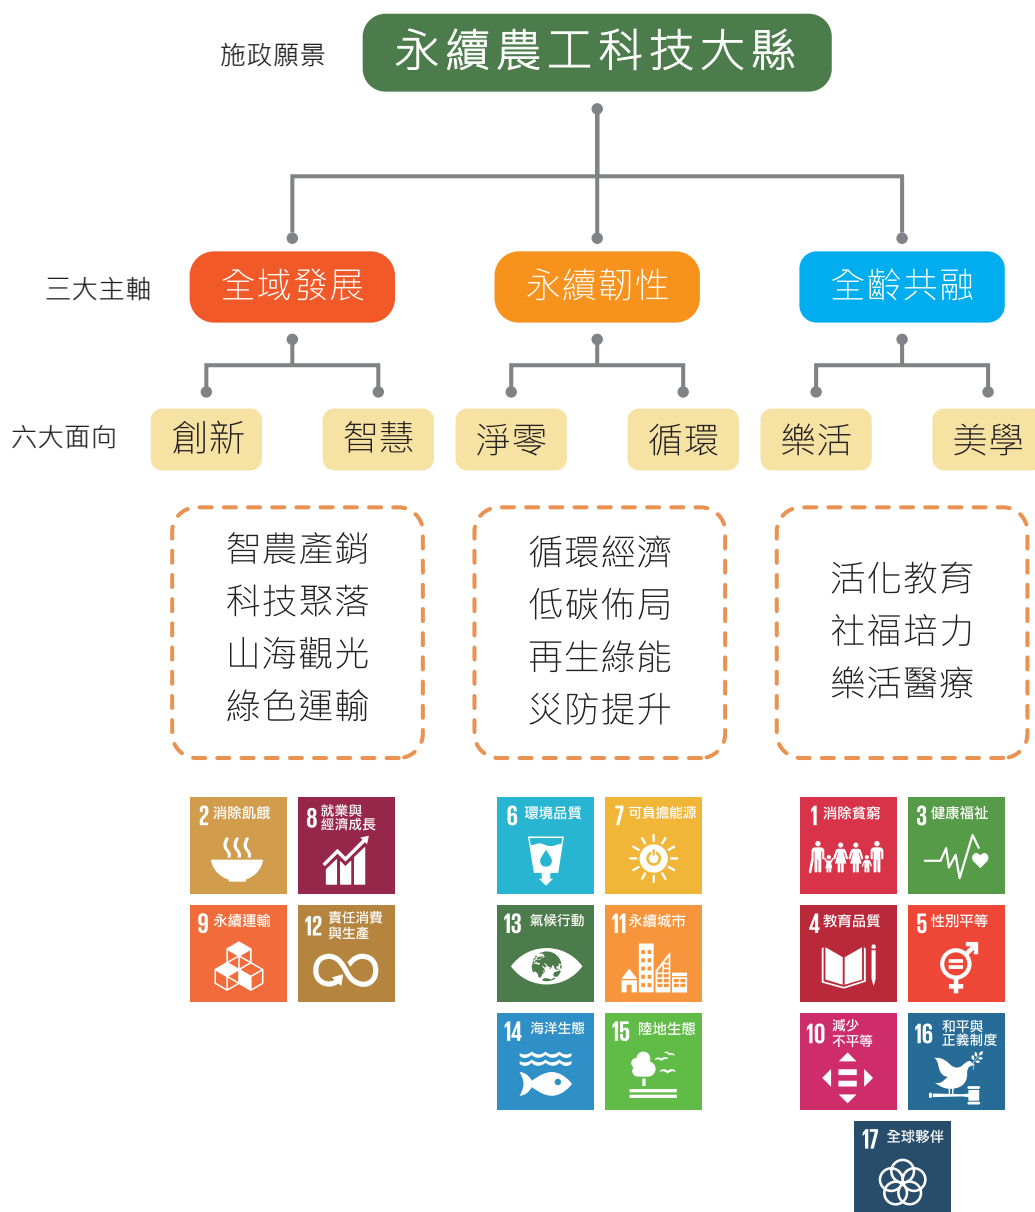 施政願景
永續農工科技大縣
三大主軸
全域發展
永續韌性
全齡共融
六大面向
創新
智慧
淨零
循環
樂活
美學
智農產銷
科技聚落
山海觀光
綠色運輸
循環經濟
低碳佈局
再生綠能
災防提升
活化教育
社福培力
樂活醫療
2 消除飢餓
8 就業與
經濟成長
9 永續運輸
12 責任消費
與生產
6 環境品質
7 可負擔能源
13 氣候行動
11 永續城市
14 海洋生態
15 陸地生態
1 消除貧窮
3 健康福祉
4 教育品質
5 性別平等
10 減少
不平等
16 和平與
正義制度
17 全球夥伴